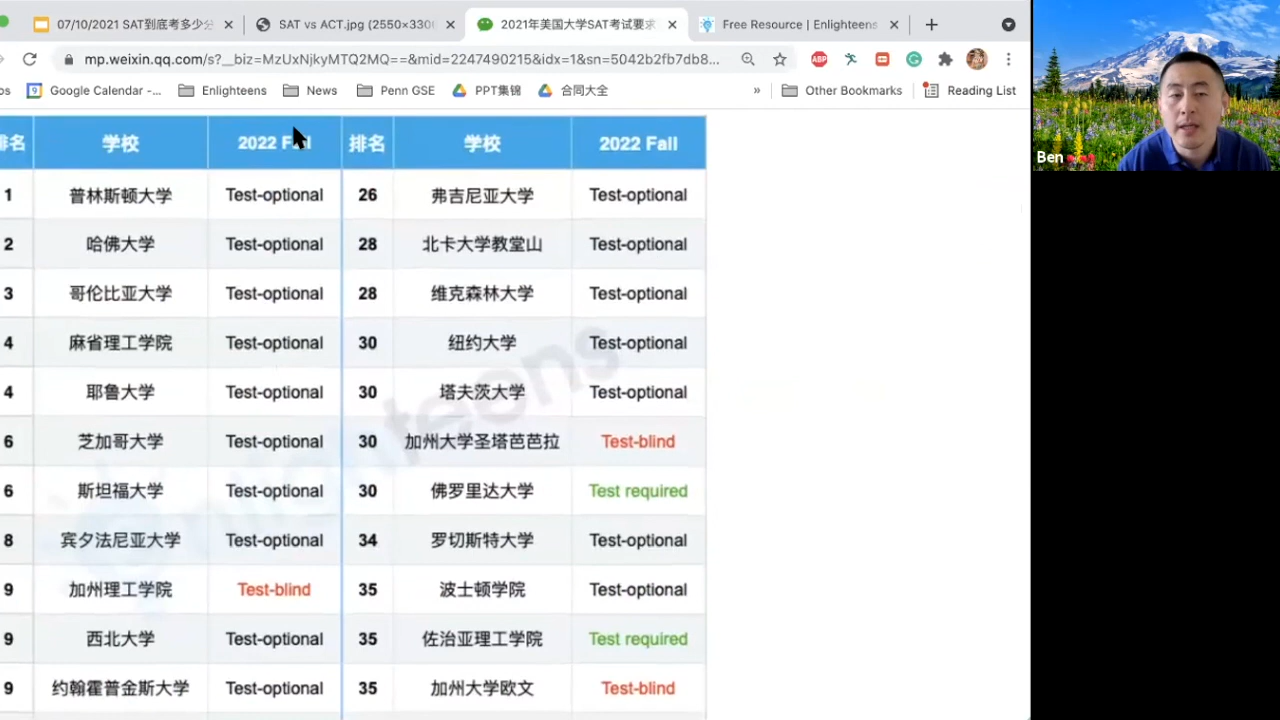 07/10/2021 SAT到底考多少分
SAT vs ACT.jpg (2550×3300
2021年美国大学SAT考试要求
Free Resource | Enlighteens
mp.weixin.qq.com/s?__biz=MzUxNjkyMTQ2MQ==&mid=2247490215&idx=1&sn=5042b2fb7db8...
ABP
os
9
Google Calendar -...
Enlighteens
News
Penn GSE
PPT集锦
合同大全
»
Other Bookmarks
Reading List
Ben
排名 学校 2022 Fall 排名 学校 2022 Fall
1 普林斯顿大学 Test-optional 26 弗吉尼亚大学 Test-optional
2 哈佛大学 Test-optional 28 北卡大学教堂山 Test-optional
3 哥伦比亚大学 Test-optional 28 维克森林大学 Test-optional
4 麻省理工学院 Test-optional 30 纽约大学 Test-optional
4 耶鲁大学 Test-optional 30 塔夫茨大学 Test-optional
6 芝加哥大学 Test-optional 30 加州大学圣塔芭芭拉 Test-blind
6 斯坦福大学 Test-optional 30 佛罗里达大学 Test required
8 宾夕法尼亚大学 Test-optional 34 罗切斯特大学 Test-optional
9 加州理工学院 Test-blind 35 波士顿学院 Test-optional
9 西北大学 Test-optional 35 佐治亚理工学院 Test required
9 约翰霍普金斯大学 Test-optional 35 加州大学欧文 Test-blind
enlighteens